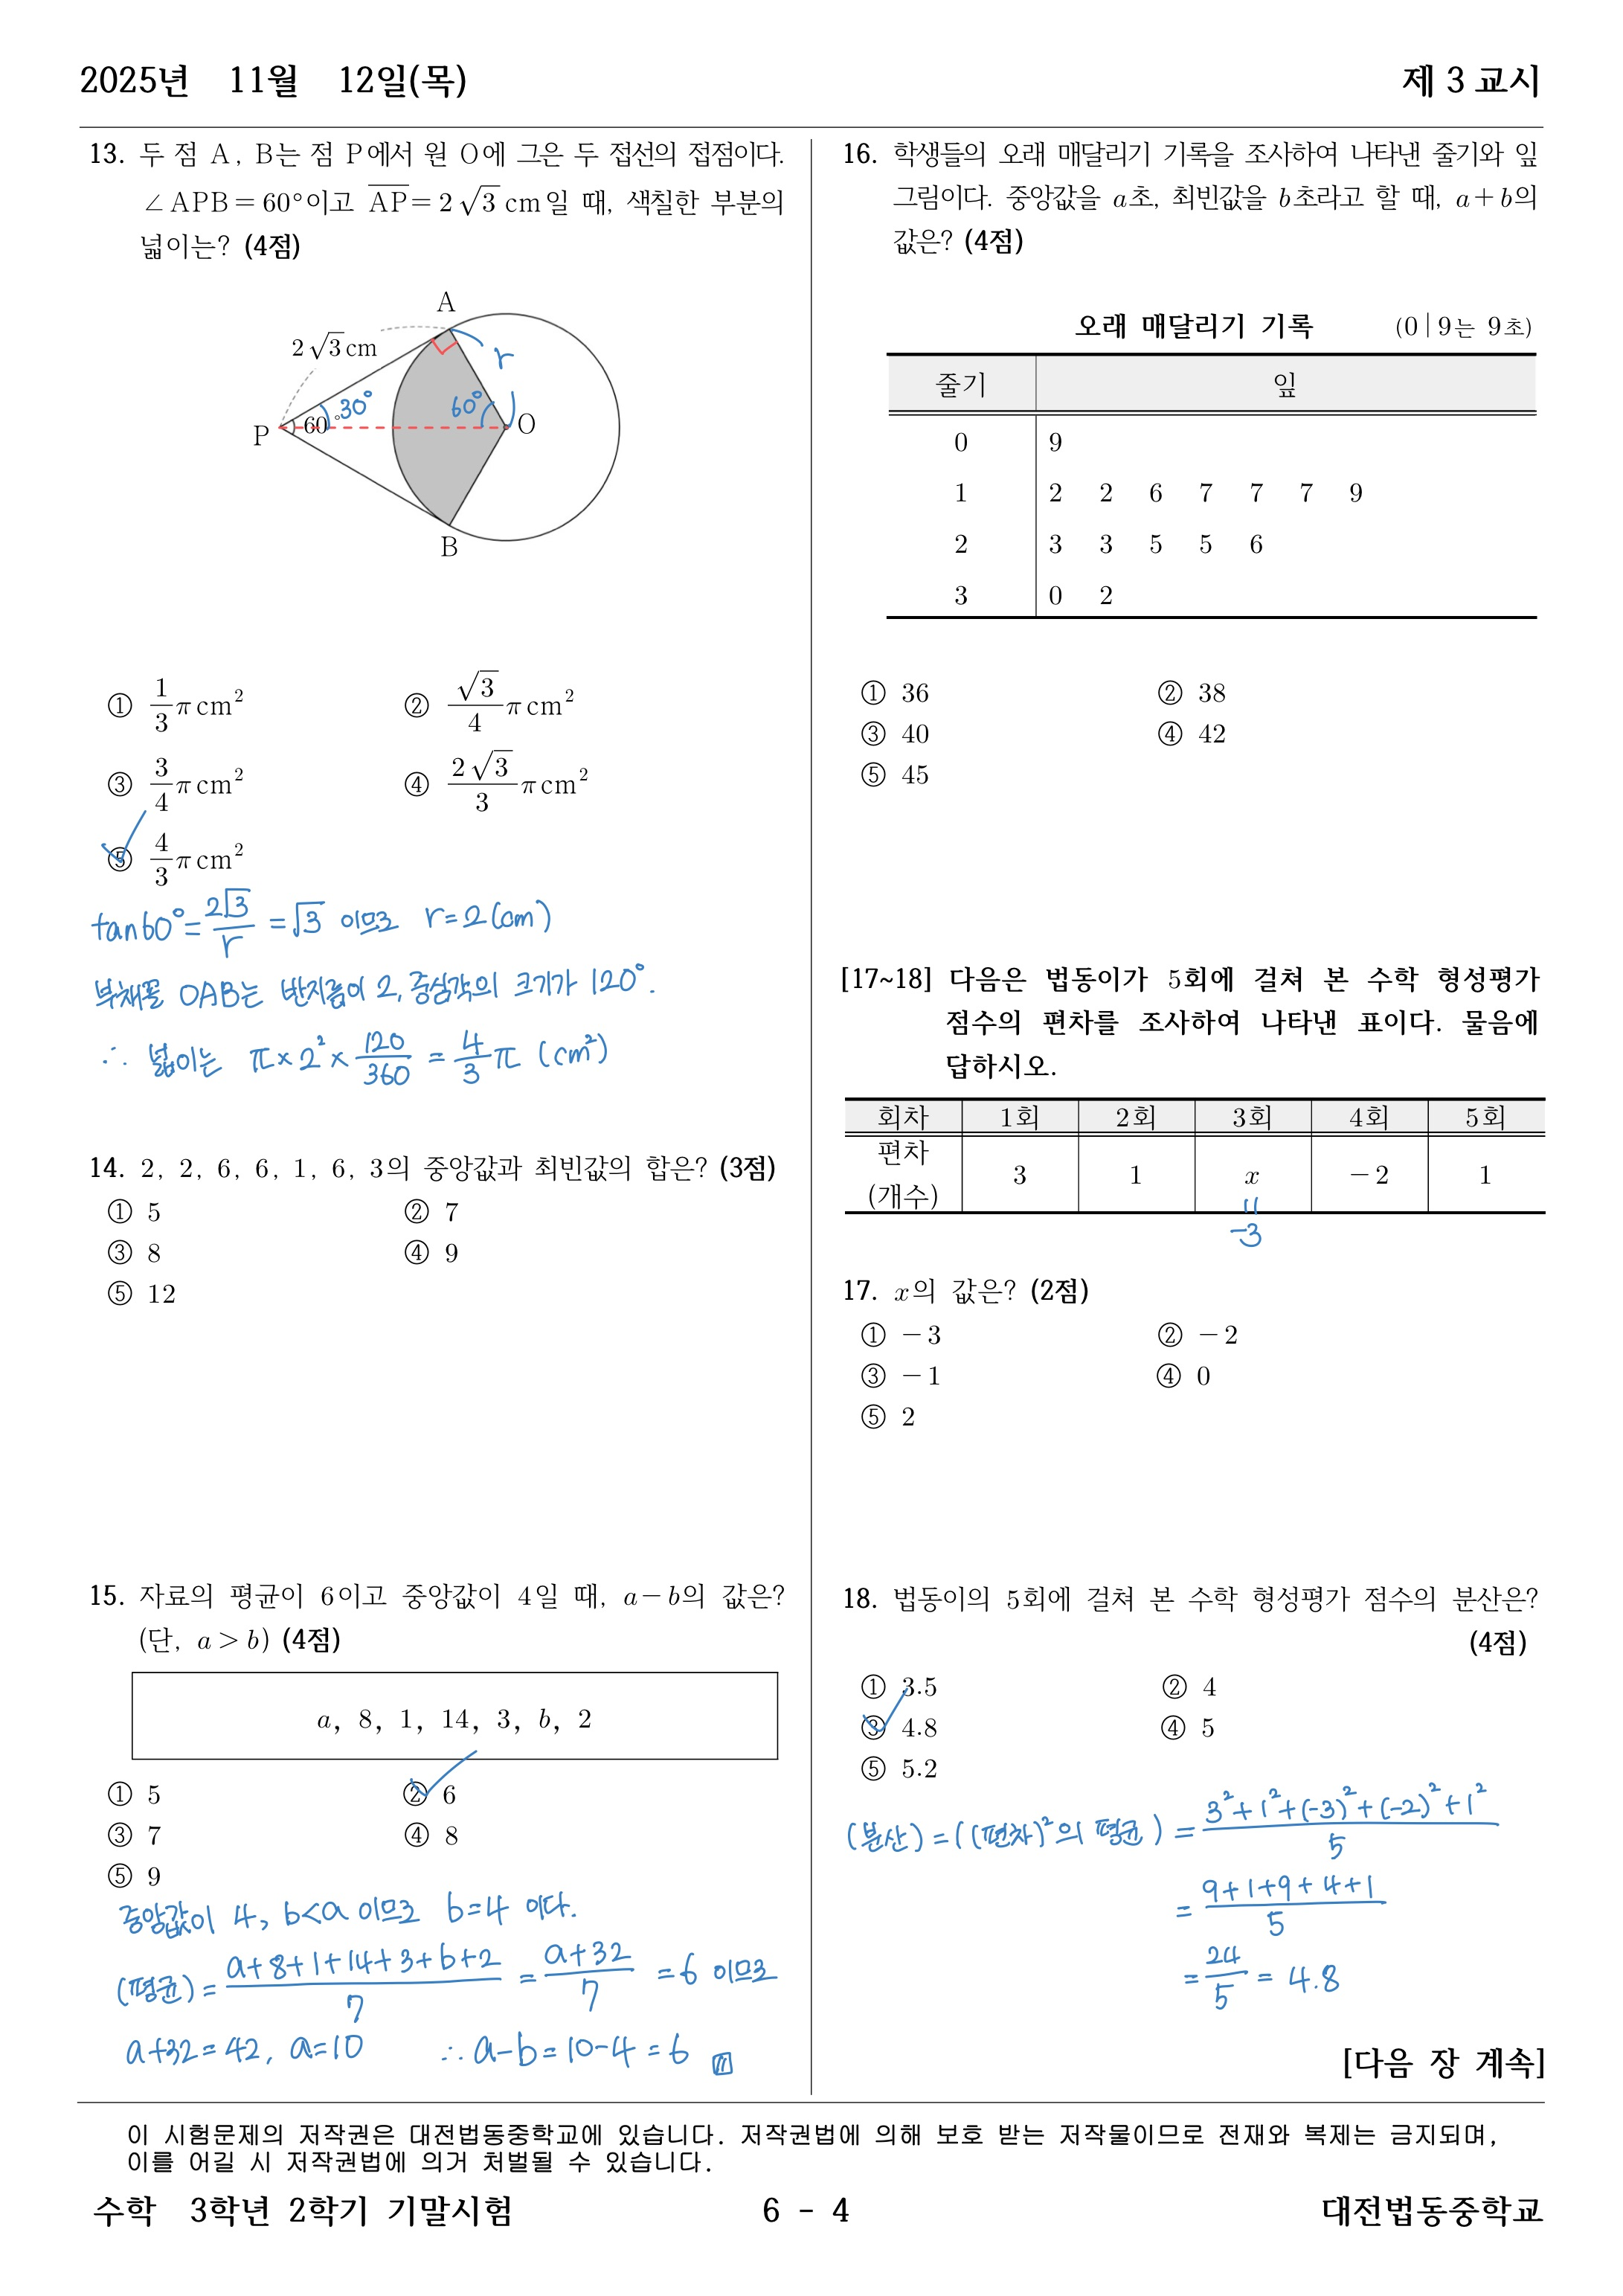 2025년 11월 12일(목)
제 3 교시
13. 두 점 A, B는 점 P에서 원 O에 그은 두 접선의 접점이다.
∠APB=60°이고 AP=2√3 cm일 때, 색칠한 부분의
넓이는? (4점)
A
2√3cm
r
P
60°
30°
60°
O
B
① 1/3 π cm²
② √3/4 π cm²
③ 3/4 π cm²
④ 2√3/3 π cm²
⑤ 4/3 π cm²
tan60°= 2√3/r = √3 이므로 r=2(cm)
부채꼴 OAB는 반지름이 2, 중심각의 크기가 120°.
∴ 넓이는 π×2²× 120/360 = 4/3 π (cm²)
14. 2, 2, 6, 6, 1, 6, 3의 중앙값과 최빈값의 합은? (3점)
① 5
② 7
③ 8
④ 9
⑤ 12
15. 자료의 평균이 6이고 중앙값이 4일 때, a-b의 값은?
(단, a>b) (4점)
a, 8, 1, 14, 3, b, 2
① 5
② 6
③ 7
④ 8
⑤ 9
중앙값이 4, b<a 이므로 b=4 이다.
(평균)= a+8+1+14+3+b+2/7 = a+32/7 =6 이므로
a+32=42, a=10 ∴ a-b=10-4=6
16. 학생들의 오래 매달리기 기록을 조사하여 나타낸 줄기와 잎
그림이다. 중앙값을 a초, 최빈값을 b초라고 할 때, a+b의
값은? (4점)
오래 매달리기 기록 (0|9는 9초)
줄기 잎
0 9
1 2 2 6 7 7 7 9
2 3 3 5 5 6
3 0 2
① 36
② 38
③ 40
④ 42
⑤ 45
[17~18] 다음은 법동이가 5회에 걸쳐 본 수학 형성평가
점수의 편차를 조사하여 나타낸 표이다. 물음에
답하시오.
회차 1회 2회 3회 4회 5회
편차
(개수) 3 1 x -2 1
=
-3
17. x의 값은? (2점)
① -3
② -2
③ -1
④ 0
⑤ 2
18. 법동이의 5회에 걸쳐 본 수학 형성평가 점수의 분산은?
(4점)
① 3.5
② 4
③ 4.8
④ 5
⑤ 5.2
(분산)=((편차)²의 평균)= 3²+1²+(-3)²+(-2)²+1²/5
= 9+1+9+4+1/5
= 24/5 = 4.8
[다음 장 계속]
이 시험문제의 저작권은 대전법동중학교에 있습니다. 저작권법에 의해 보호 받는 저작물이므로 전재와 복제는 금지되며,
이를 어길 시 저작권법에 의거 처벌될 수 있습니다.
수학 3학년 2학기 기말시험
6 - 4
대전법동중학교